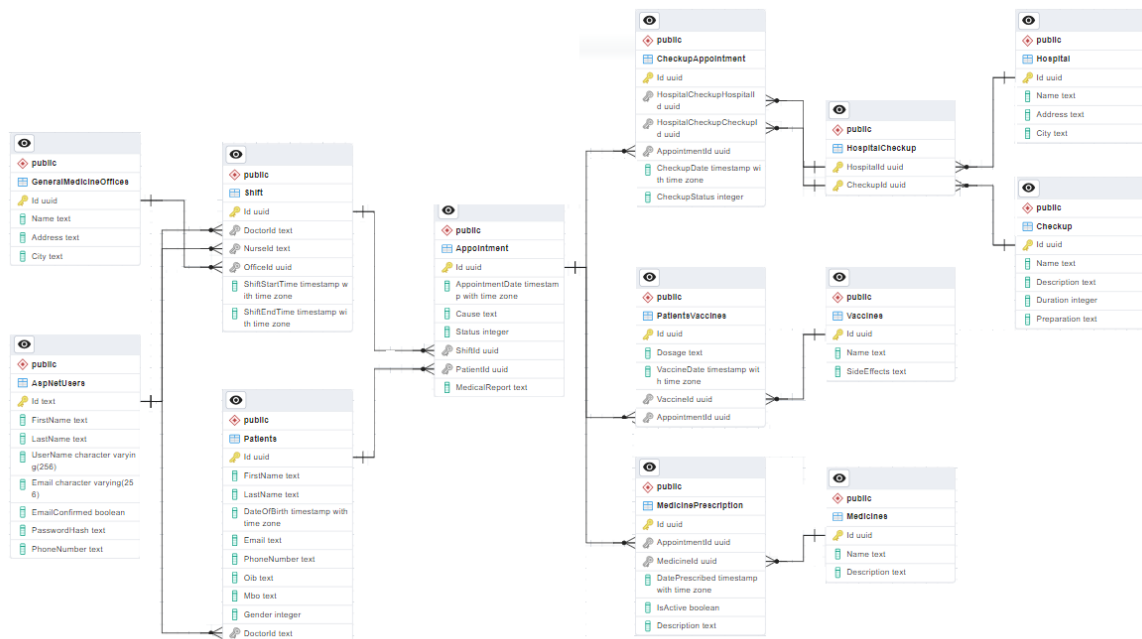 public
GeneralMedicineOffices
Id uuid
Name text
Address text
City text
public
AspNetUsers
Id text
FirstName text
LastName text
UserName character varyin
g(256)
Email character varying(25
6)
EmailConfirmed boolean
PasswordHash text
PhoneNumber text
public
Shift
Id uuid
DoctorId text
NurseId text
OfficeId uuid
ShiftStartTime timestamp w
ith time zone
ShiftEndTime timestamp wi
th time zone
public
Patients
Id uuid
FirstName text
LastName text
DateOfBirth timestamp with
time zone
Email text
PhoneNumber text
Oib text
Mbo text
Gender integer
DoctorId text
public
Appointment
Id uuid
AppointmentDate timestam
p with time zone
Cause text
Status integer
ShiftId uuid
PatientId uuid
MedicalReport text
public
CheckupAppointment
Id uuid
HospitalCheckupHospitalI
d uuid
HospitalCheckupCheckupI
d uuid
AppointmentId uuid
CheckupDate timestamp wi
th time zone
CheckupStatus integer
public
PatientsVaccines
Id uuid
Dosage text
VaccineDate timestamp wit
h time zone
VaccineId uuid
AppointmentId uuid
public
MedicinePrescription
Id uuid
AppointmentId uuid
MedicineId uuid
DatePrescribed timestamp
with time zone
IsActive boolean
Description text
public
HospitalCheckup
HospitalId uuid
CheckupId uuid
public
Vaccines
Id uuid
Name text
SideEffects text
public
Medicines
Id uuid
Name text
Description text
public
Hospital
Id uuid
Name text
Address text
City text
public
Checkup
Id uuid
Name text
Description text
Duration integer
Preparation text